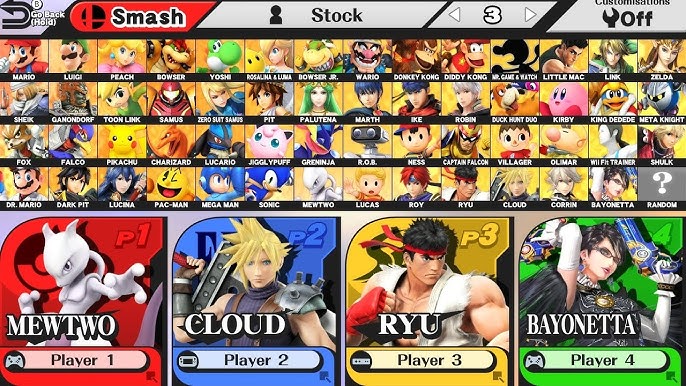 B
Go Back
(Hold)
Smash
Stock
3
Customisations
Off
MARIO LUIGI PEACH BOWSER YOSHI ROSALINA & LUMA BOWSER JR. WARIO DONKEY KONG DIDDY KONG MR. GAME & WATCH LITTLE MAC LINK ZELDA
SHEIK GANONDORF TOON LINK SAMUS ZERO SUIT SAMUS PIT PALUTENA MARTH IKE ROBIN DUCK HUNT DUO KIRBY KING DEDEDE META KNIGHT
FOX FALCO PIKACHU CHARIZARD LUCARIO JIGGLYPUFF GRENINJA R.O.B. NESS CAPTAIN FALCON VILLAGER OLIMAR Wii Fit TRAINER SHULK
DR. MARIO DARK PIT LUCINA PAC-MAN MEGA MAN SONIC MEWTWO LUCAS ROY RYU CLOUD CORRIN BAYONETTA ? RANDOM
P1 P2 P3 4
MEWTWO CLOUD RYU BAYONETTA
Player 1 Player 2 Player 3 Player 4